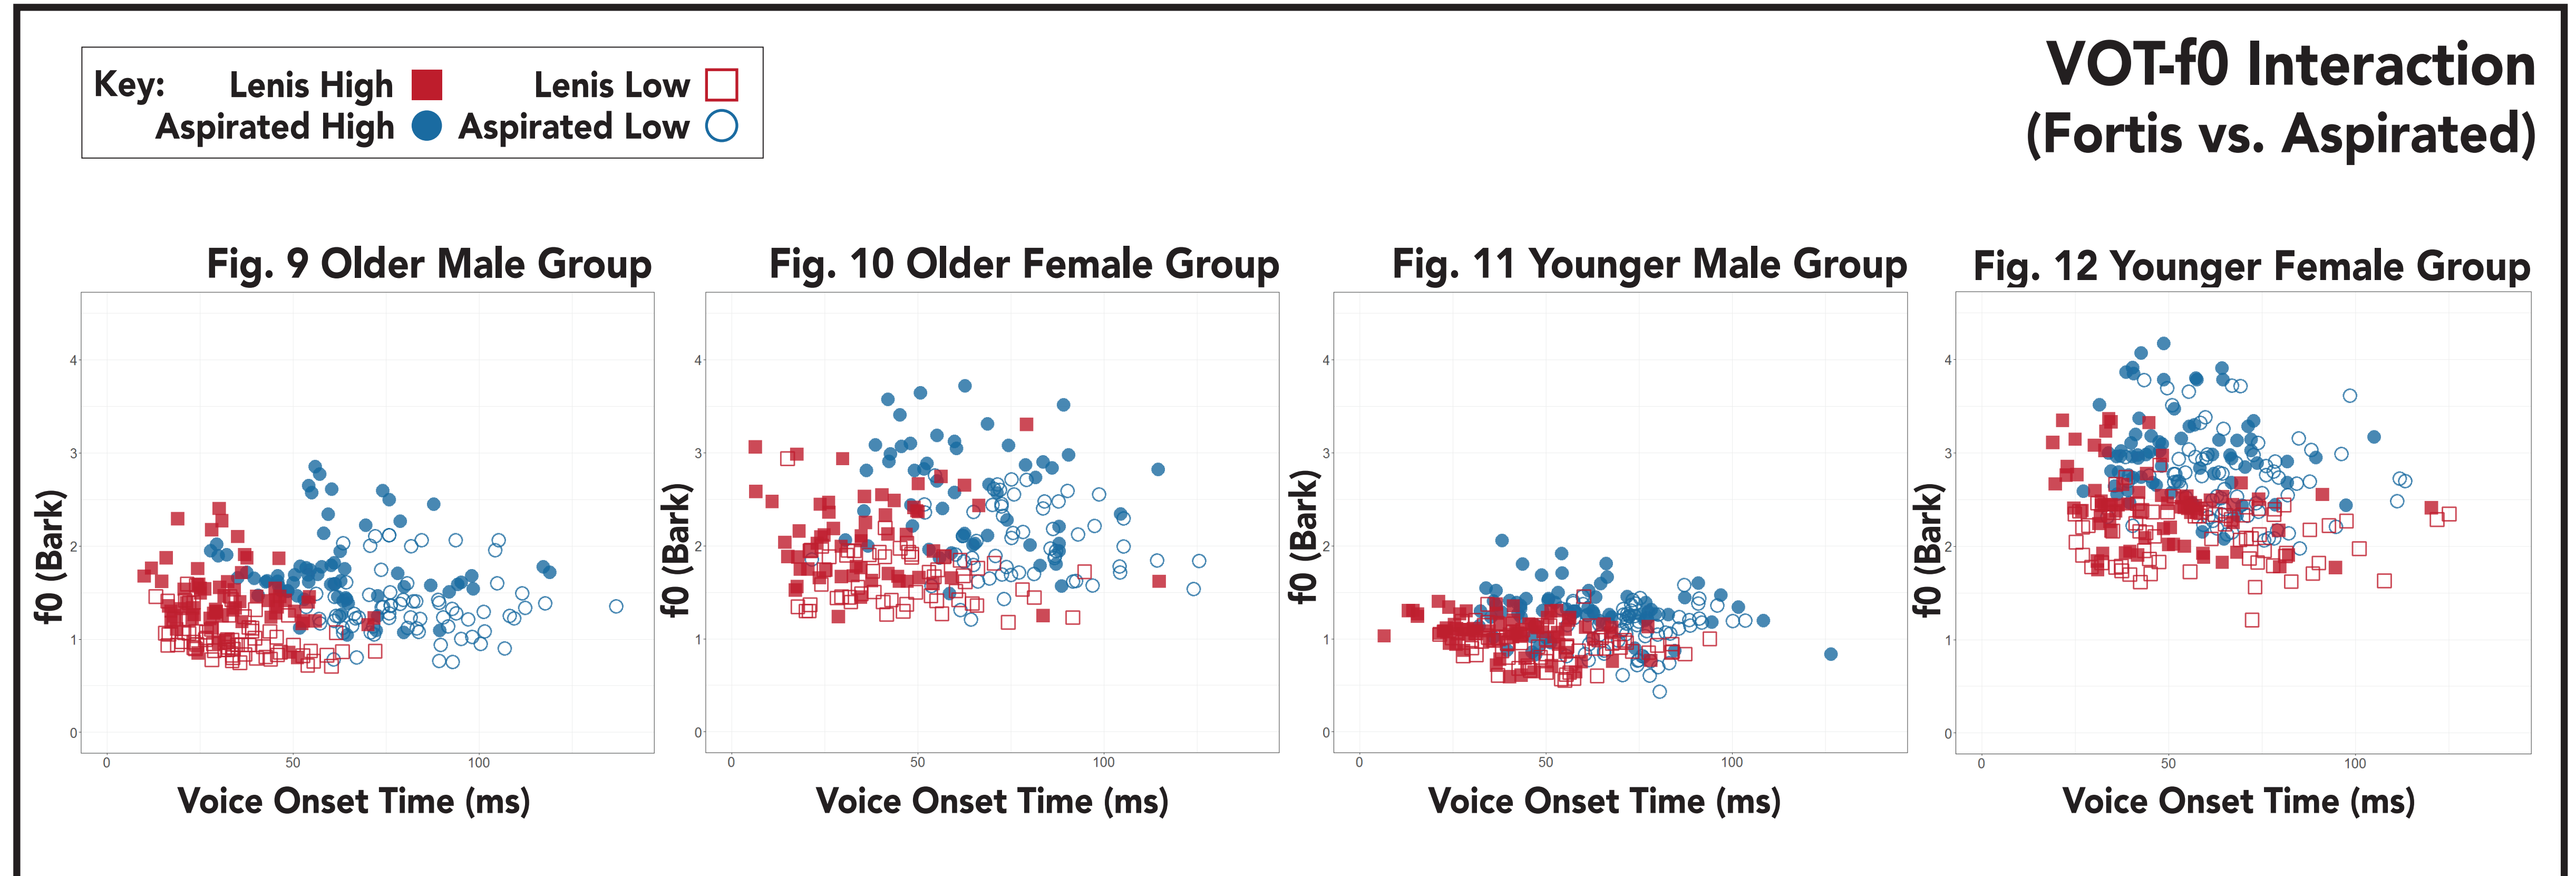 VOT-f0 Interaction
(Fortis vs. Aspirated)
Key: Lenis High Lenis Low
Aspirated High Aspirated Low
Fig. 9 Older Male Group
f0 (Bark)
4
3
2
1
0
0 50 100
Voice Onset Time (ms)
Fig. 10 Older Female Group
f0 (Bark)
4
3
2
1
0
0 50 100
Voice Onset Time (ms)
Fig. 11 Younger Male Group
f0 (Bark)
4
3
2
1
0
0 50 100
Voice Onset Time (ms)
Fig. 12 Younger Female Group
f0 (Bark)
4
3
2
1
0
0 50 100
Voice Onset Time (ms)